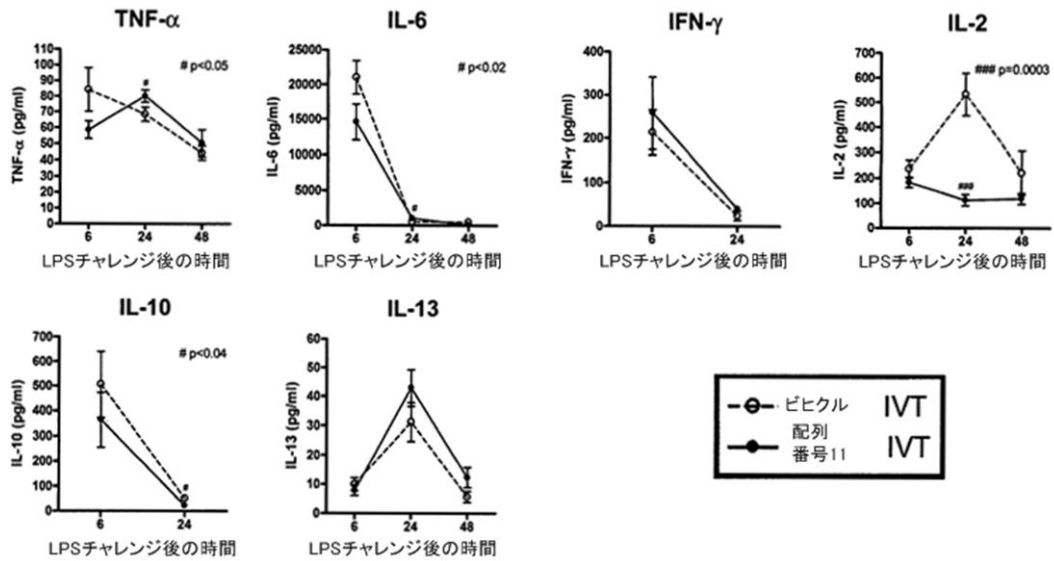 TNF-α
TNF-α (pg/ml)
110
100
90
80
70
60
50
40
30
20
10
0
# p<0.05
#
6 24 48
LPSチャレンジ後の時間
IL-6
IL-6 (pg/ml)
25000
20000
15000
10000
5000
0
# p<0.02
#
6 24 48
LPSチャレンジ後の時間
IFN-γ
IFN-γ (pg/ml)
400
300
200
100
0
6 24
LPSチャレンジ後の時間
IL-2
IL-2 (pg/ml)
700
600
500
400
300
200
100
0
### p=0.0003
###
6 24 48
LPSチャレンジ後の時間
IL-10
IL-10 (pg/ml)
700
600
500
400
300
200
100
0
# p<0.04
#
6 24
LPSチャレンジ後の時間
IL-13
IL-13 (pg/ml)
60
50
40
30
20
10
0
6 24 48
LPSチャレンジ後の時間
ビヒクル IVT
配列
番号11 IVT